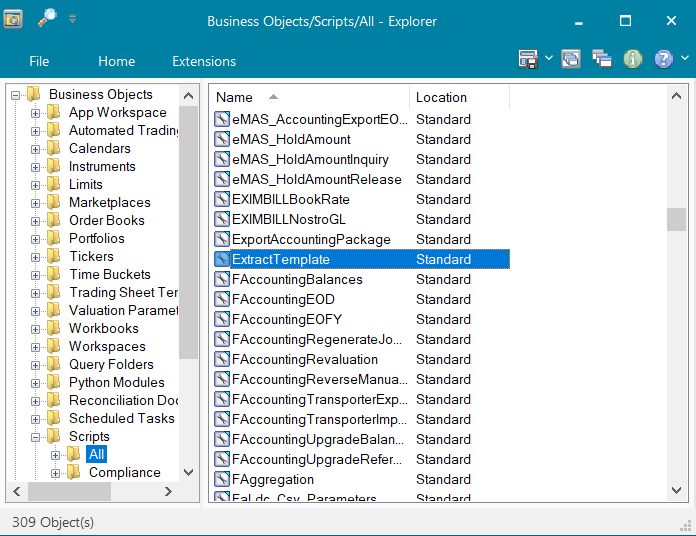 Business Objects/Scripts/All - Explorer
File Home Extensions
Business Objects
App Workspace
Automated Trading
Calendars
Instruments
Limits
Marketplaces
Order Books
Portfolios
Tickers
Time Buckets
Trading Sheet Tem
Valuation Paramet
Workbooks
Workspaces
Query Folders
Python Modules
Reconciliation Doc
Scheduled Tasks
Scripts
All
Compliance
Name Location
eMAS_AccountingExportEO... Standard
eMAS_HoldAmount Standard
eMAS_HoldAmountInquiry Standard
eMAS_HoldAmountRelease Standard
EXIMBILLBookRate Standard
EXIMBILLNostroGL Standard
ExportAccountingPackage Standard
ExtractTemplate Standard
FAccountingBalances Standard
FAccountingEOD Standard
FAccountingEOFY Standard
FAccountingRegenerateJo... Standard
FAccountingRevaluation Standard
FAccountingReverseManua... Standard
FAccountingTransporterExp... Standard
FAccountingTransporterImp... Standard
FAccountingUpgradeBalan... Standard
FAccountingUpgradeRefer... Standard
FAggregation Standard
FaLdc_Csv_Parameters Standard
309 Object(s)